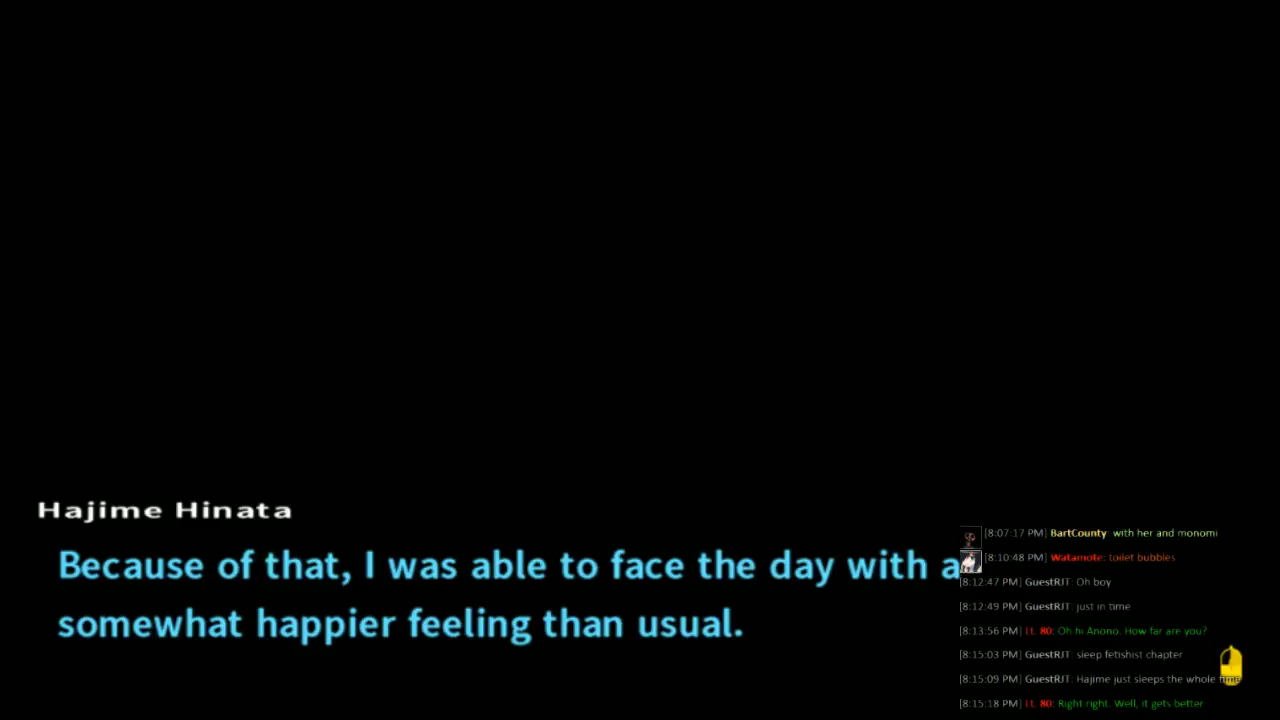 Hajime Hinata
Because of that, I was able to face the day with a
somewhat happier feeling than usual.
[8:07:17 PM] BartCounty: with her and monomi
[8:10:48 PM] Watamote: toilet bubbles
[8:12:47 PM] GuestRJT: Oh boy
[8:12:49 PM] GuestRJT: just in time
[8:13:56 PM] Lt. 80: Oh hi Anono. How far are you?
[8:15:03 PM] GuestRJT: sleep fetishist chapter
[8:15:09 PM] GuestRJT: Hajime just sleeps the whole time
[8:15:18 PM] Lt. 80: Right right. Well, it gets better